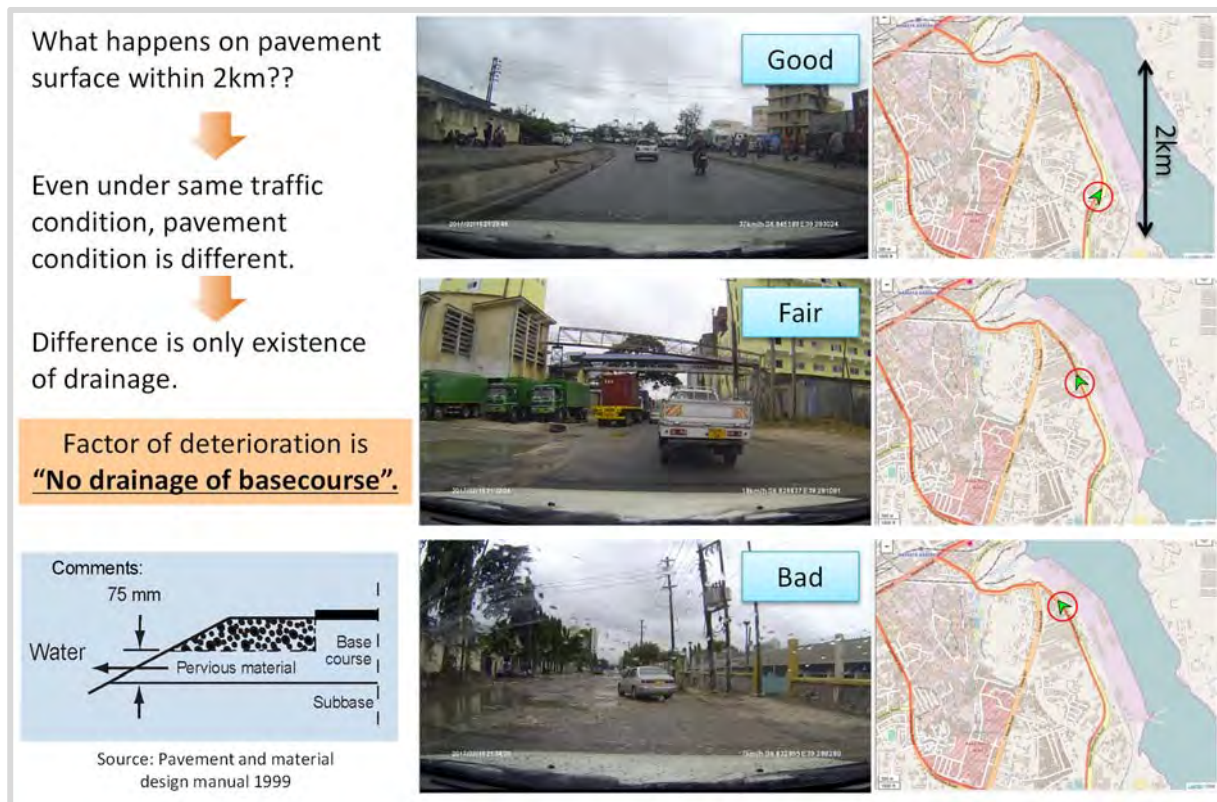 What happens on pavement
surface within 2km??
Even under same traffic
condition, pavement
condition is different.
Difference is only existence
of drainage.
Factor of deterioration is
“No drainage of basecourse”.
Comments:
75 mm
Water
Pervious material
Base
course
Subbase
Source: Pavement and material
design manual 1999
Good
2km
Fair
Bad